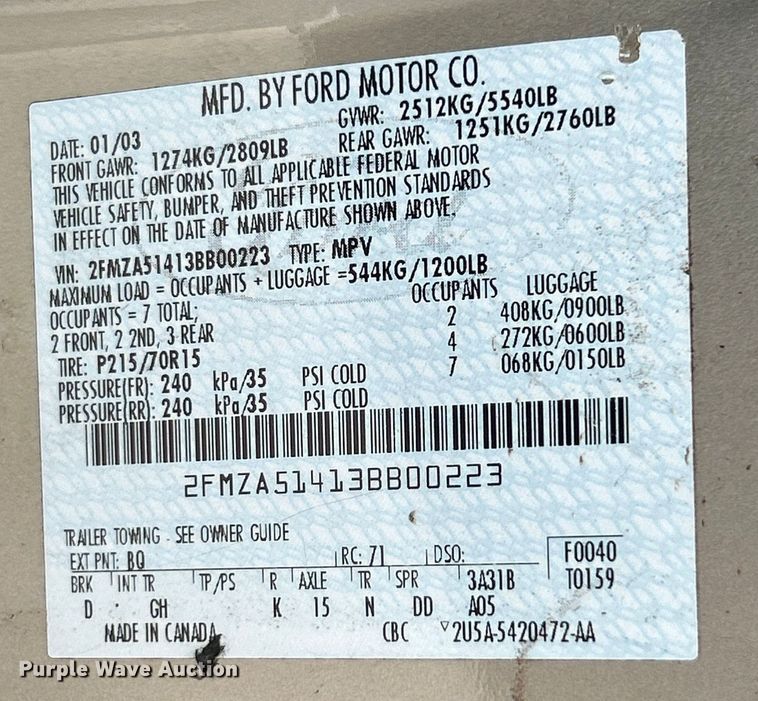 MFD. BY FORD MOTOR CO.
DATE: 01/03 GVWR: 2512KG/5540LB
FRONT GAWR: 1274KG/2809LB REAR GAWR: 1251KG/2760LB
THIS VEHICLE CONFORMS TO ALL APPLICABLE FEDERAL MOTOR
VEHICLE SAFETY, BUMPER, AND THEFT PREVENTION STANDARDS
IN EFFECT ON THE DATE OF MANUFACTURE SHOWN ABOVE.
VIN: 2FMZA51413BB00223 TYPE: MPV
MAXIMUM LOAD = OCCUPANTS + LUGGAGE =544KG/1200LB
OCCUPANTS = 7 TOTAL; OCCUPANTS LUGGAGE
2 FRONT, 2 2ND, 3 REAR 2 408KG/0900LB
TIRE: P215/70R15 4 272KG/0600LB
PRESSURE(FR): 240 kPa/35 PSI COLD 7 068KG/0150LB
PRESSURE(RR): 240 kPa/35 PSI COLD
2FMZA51413BB00223
TRAILER TOWING - SEE OWNER GUIDE
EXT PNT: BQ RC: 71 DSO: F0040
BRK INT TR TP/PS R AXLE TR SPR 3A31B T0159
D GH K 15 N DD A05
MADE IN CANADA CBC ▽2U5A-5420472-AA
Purple Wave Auction